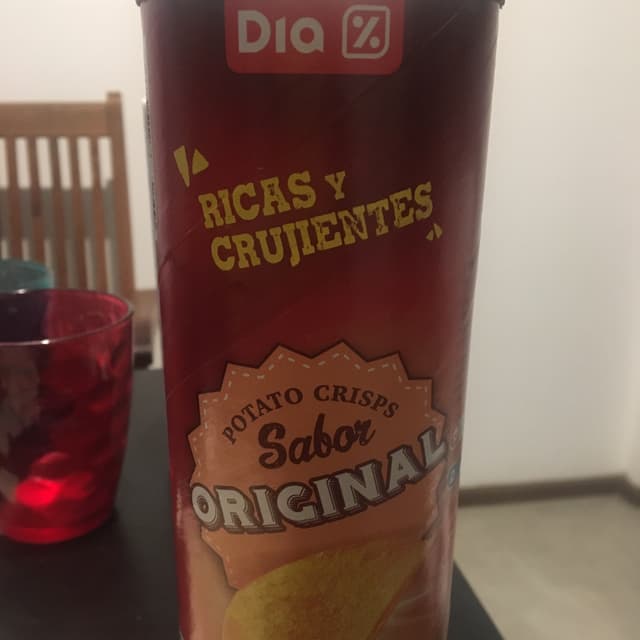 Dia %
RICAS Y
CRUJIENTES
POTATO CRISPS
Sabor
ORIGINAL